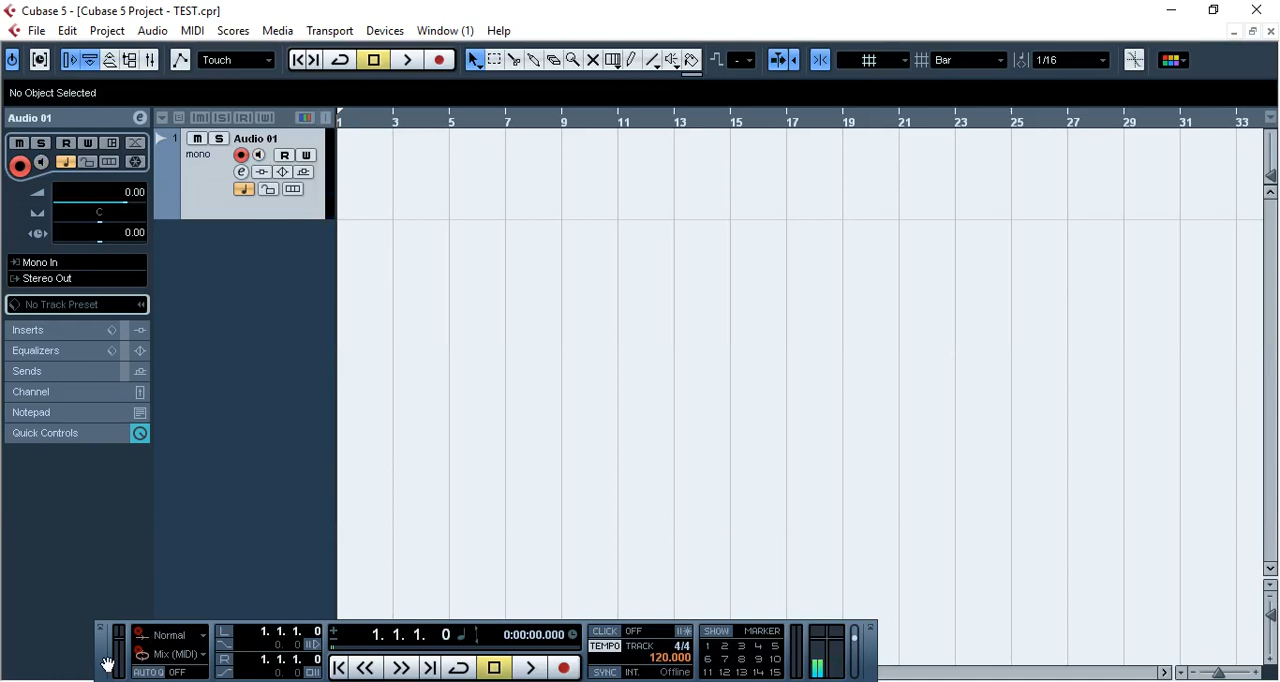 Cubase 5 - [Cubase 5 Project - TEST.cpr]
File Edit Project Audio MIDI Scores Media Transport Devices Window (1) Help
Touch - Bar 1/16
No Object Selected
Audio 01 e M S R W 1 3 5 7 9 11 13 15 17 19 21 23 25 27 29 31 33
M S R W 1 M S Audio 01
mono R W
e
0.00
C
0.00
Mono In
Stereo Out
No Track Preset
Inserts
Equalizers
Sends
Channel
Notepad
Quick Controls
Normal L 1. 1. 1. 0 1. 1. 1. 0 0:00:00.000 CLICK OFF SHOW MARKER
Mix (MIDI) 0. 0 TEMPO TRACK 4/4 1 2 3 4 5
R 1. 1. 1. 0 120.000 6 7 8 9 10
AUTO Q OFF 0. 0 SYNC INT. Offline 11 12 13 14 15